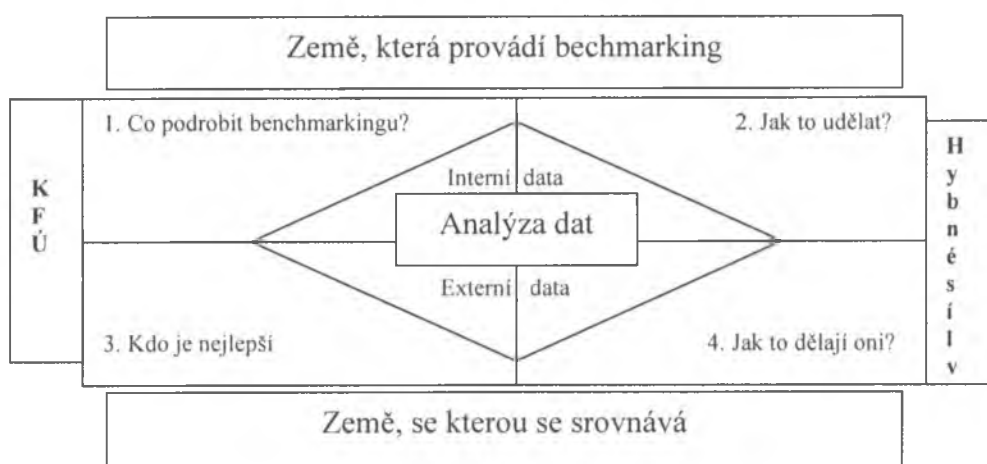 Země, která provádí bechmarking
1. Co podrobit benchmarkingu?
2. Jak to udělat?
K
F
Ú
Interní data
Analýza dat
Externí data
H
y
b
n
é
s
í
l
v
3. Kdo je nejlepší
4. Jak to dělají oni?
Země, se kterou se srovnává